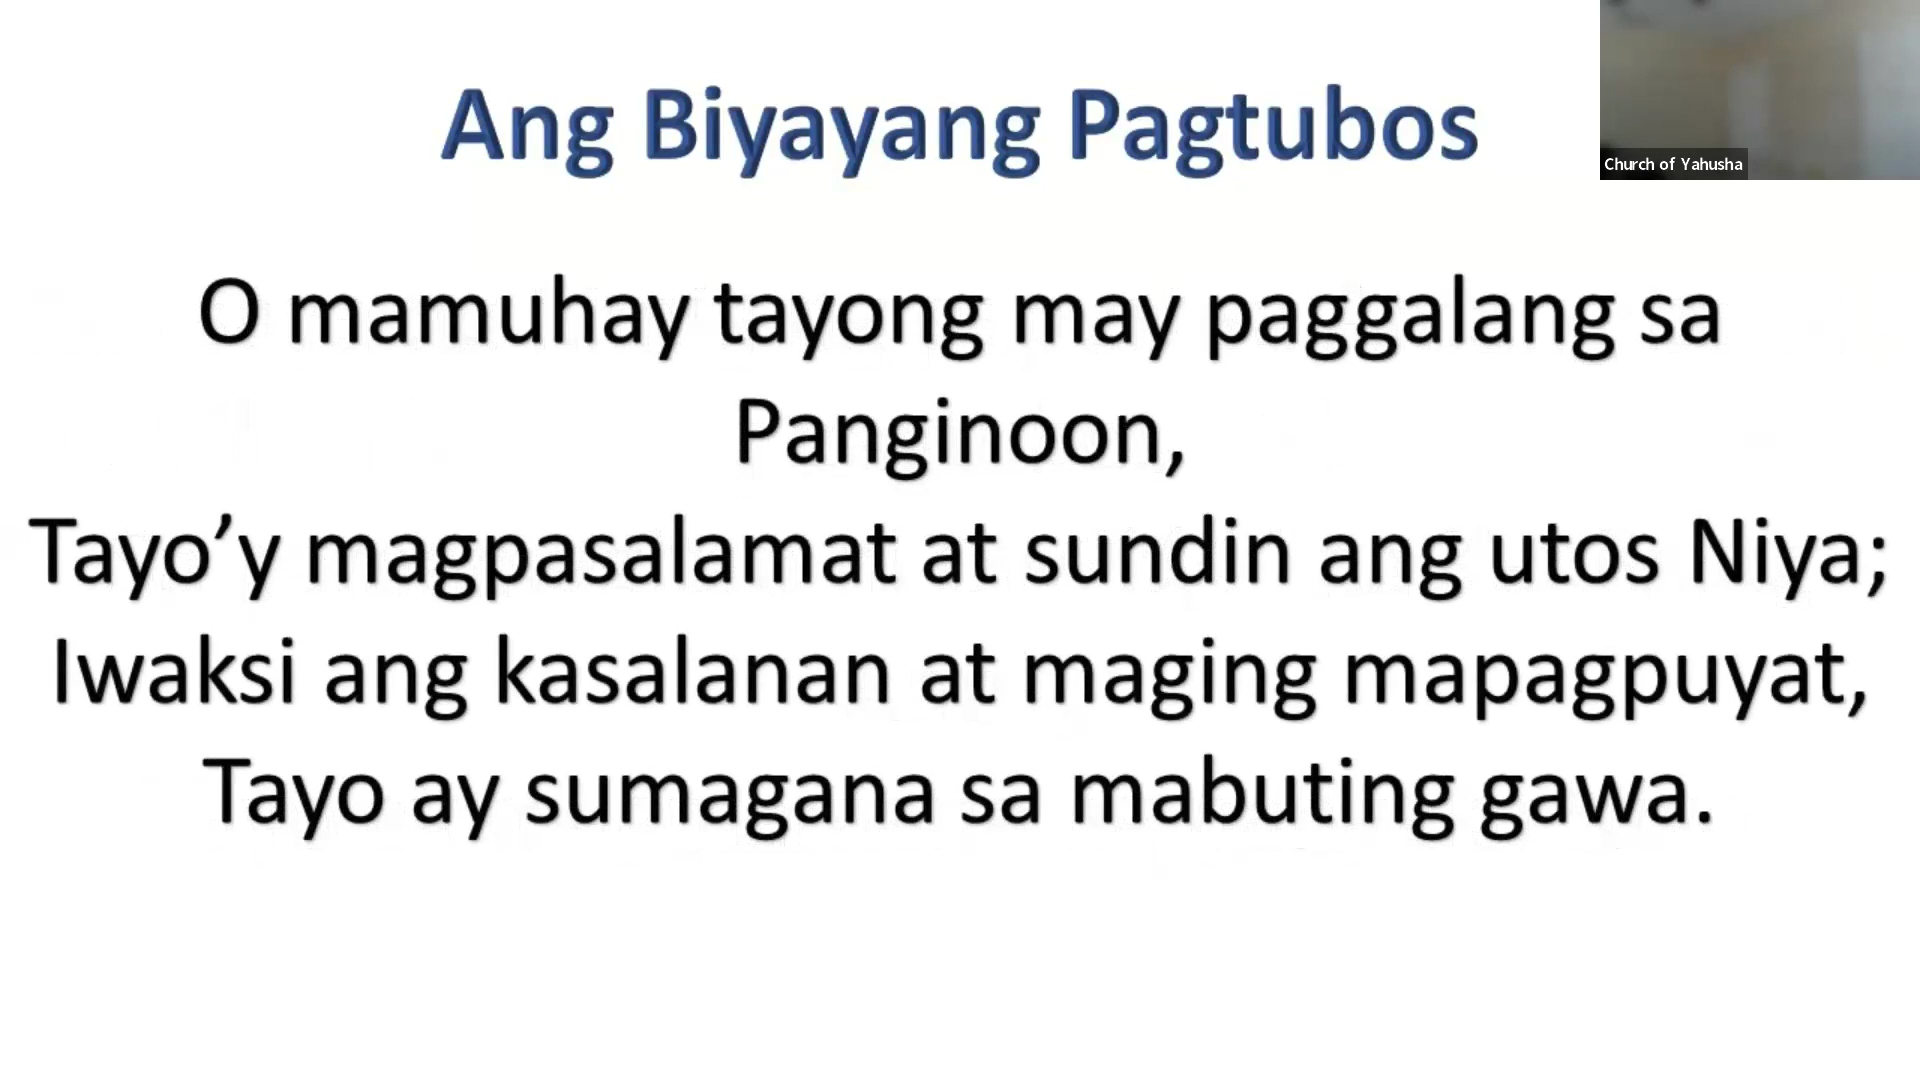 Ang Biyayang Pagtubos
Church of Yahusha
O mamuhay tayong may paggalang sa
Panginoon,
Tayo’y magpasalamat at sundin ang utos Niya;
Iwaksi ang kasalanan at maging mapagpuyat,
Tayo ay sumagana sa mabuting gawa.